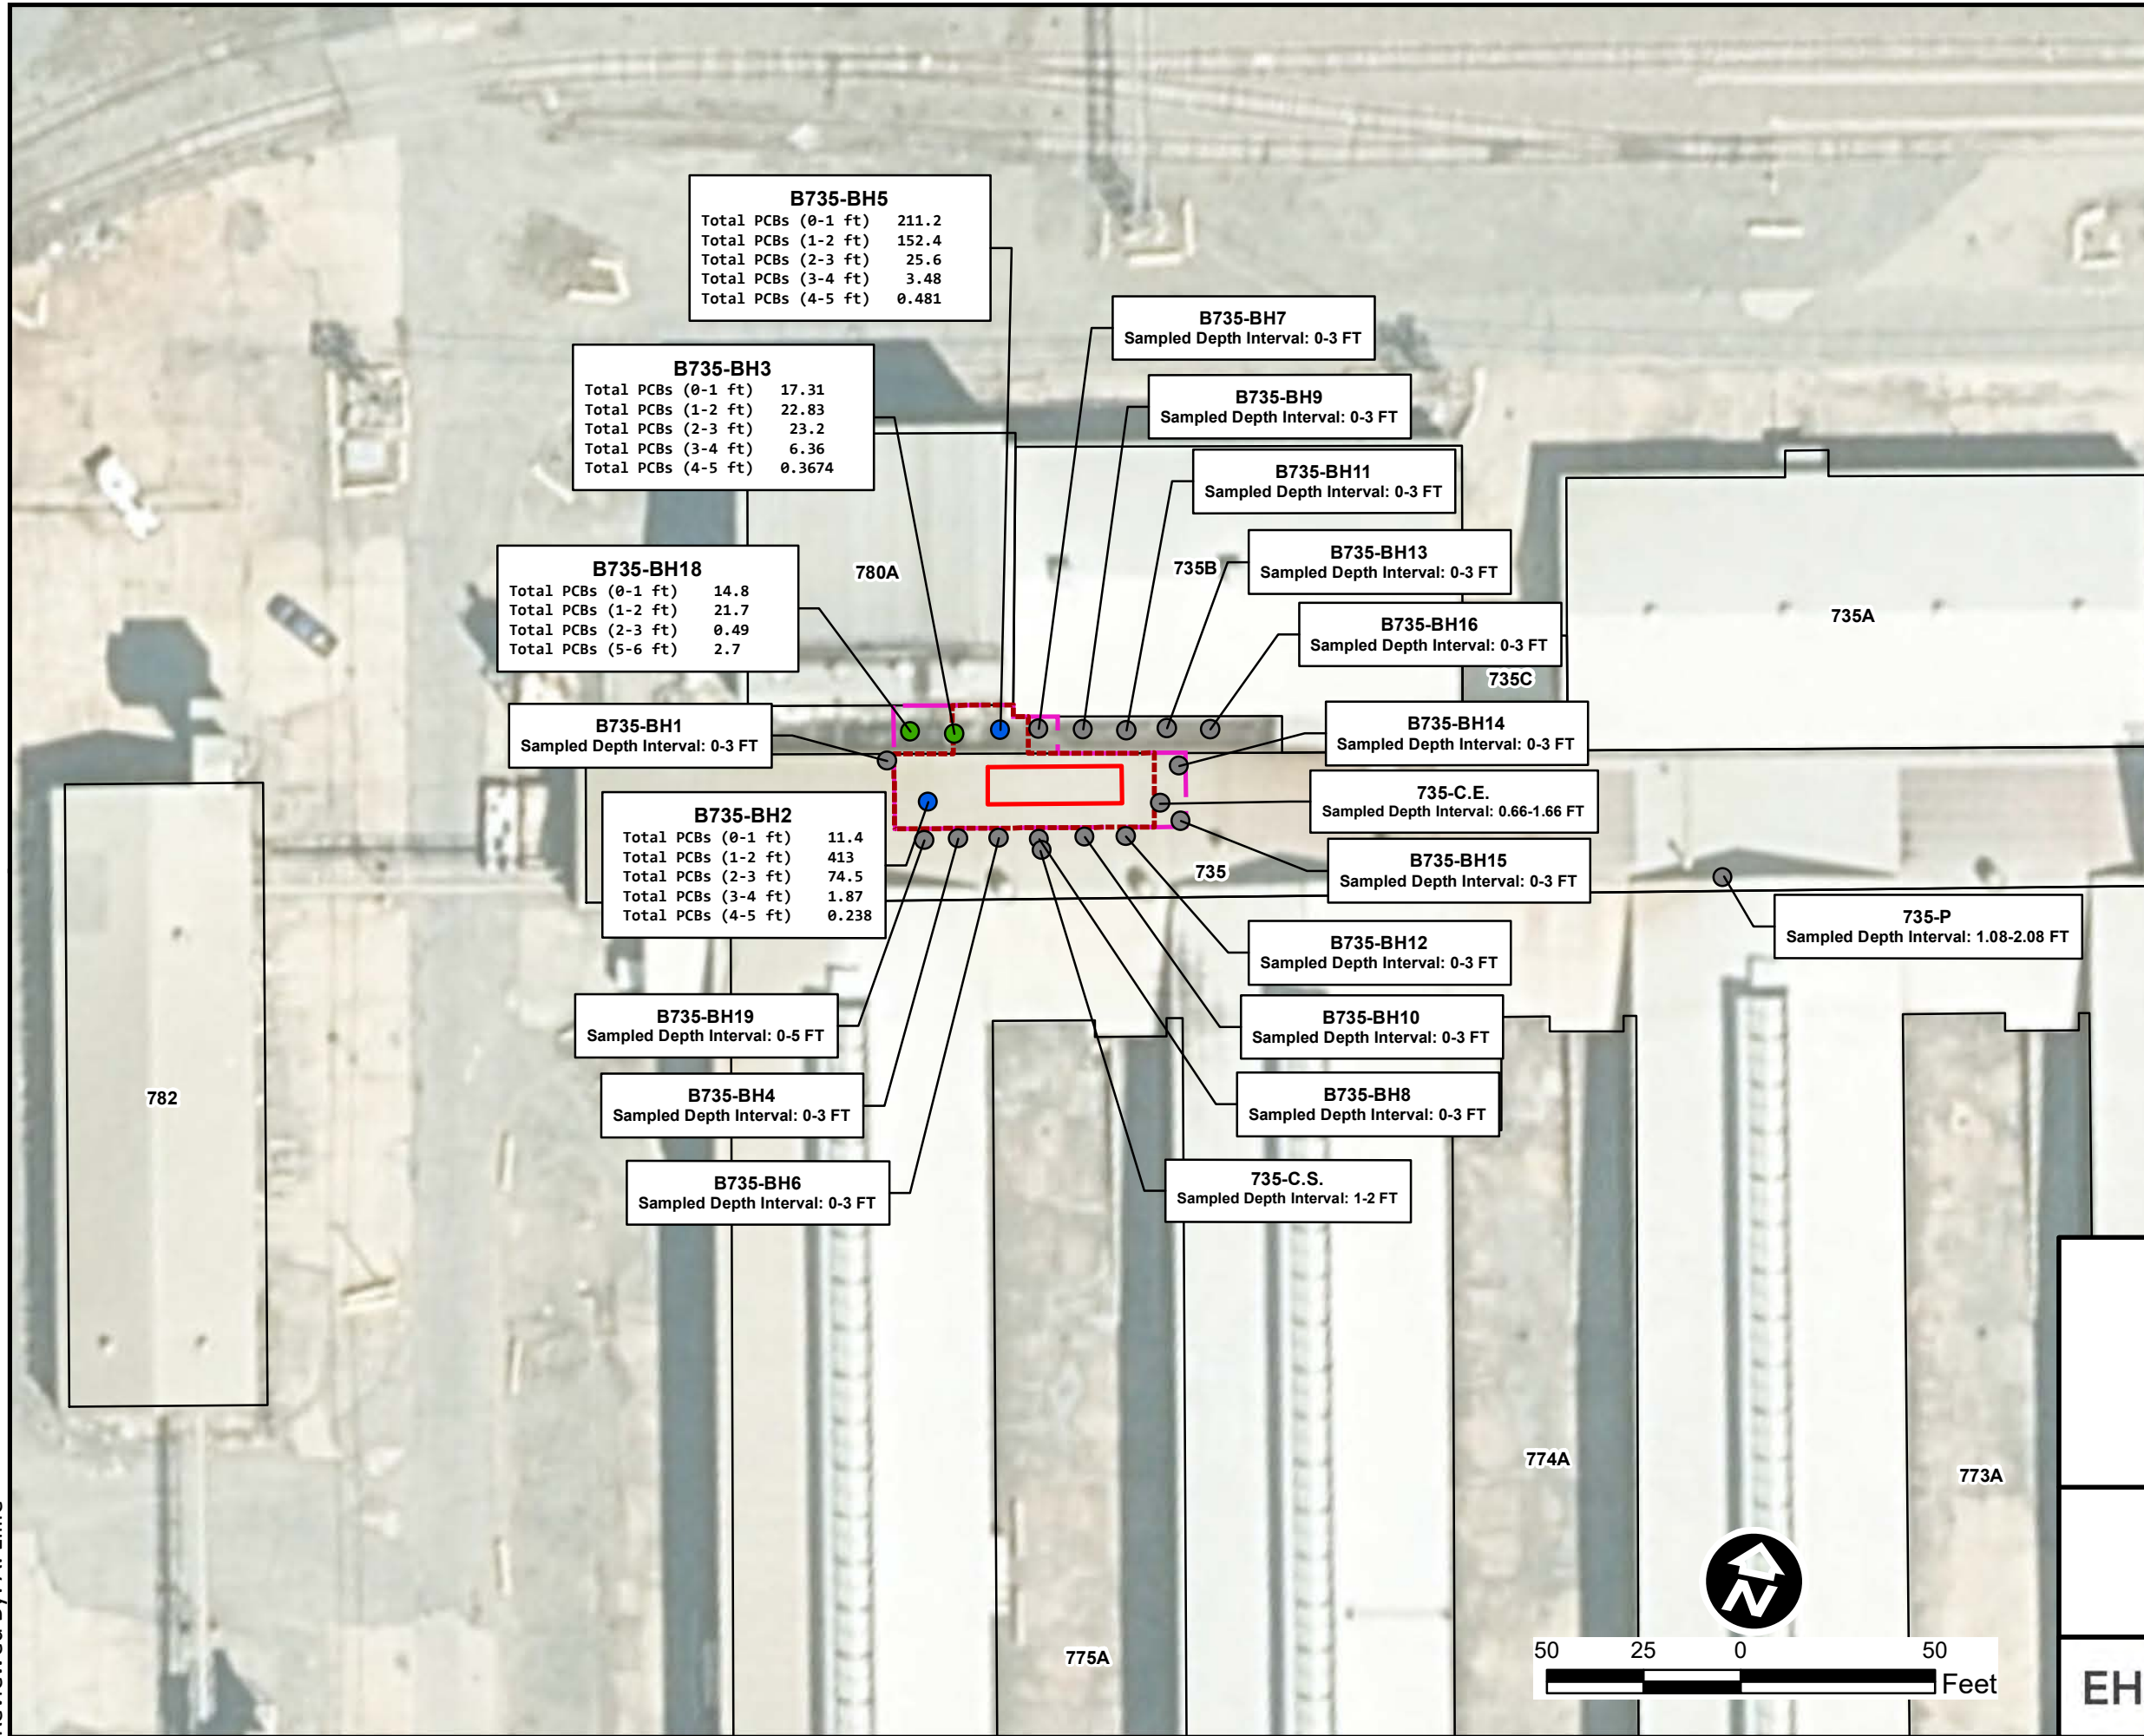 B735-BH5
Total PCBs (0-1 ft) 211.2
Total PCBs (1-2 ft) 152.4
Total PCBs (2-3 ft) 25.6
Total PCBs (3-4 ft) 3.48
Total PCBs (4-5 ft) 0.481
B735-BH7
Sampled Depth Interval: 0-3 FT
B735-BH3
Total PCBs (0-1 ft) 17.31
Total PCBs (1-2 ft) 22.83
Total PCBs (2-3 ft) 23.2
Total PCBs (3-4 ft) 6.36
Total PCBs (4-5 ft) 0.3674
B735-BH9
Sampled Depth Interval: 0-3 FT
B735-BH11
Sampled Depth Interval: 0-3 FT
B735-BH18
Total PCBs (0-1 ft) 14.8
Total PCBs (1-2 ft) 21.7
Total PCBs (2-3 ft) 0.49
Total PCBs (5-6 ft) 2.7
780A
735B
B735-BH13
Sampled Depth Interval: 0-3 FT
B735-BH16
Sampled Depth Interval: 0-3 FT
735A
735C
B735-BH1
Sampled Depth Interval: 0-3 FT
B735-BH14
Sampled Depth Interval: 0-3 FT
735-C.E.
Sampled Depth Interval: 0.66-1.66 FT
B735-BH2
Total PCBs (0-1 ft) 11.4
Total PCBs (1-2 ft) 413
Total PCBs (2-3 ft) 74.5
Total PCBs (3-4 ft) 1.87
Total PCBs (4-5 ft) 0.238
735
B735-BH15
Sampled Depth Interval: 0-3 FT
735-P
Sampled Depth Interval: 1.08-2.08 FT
B735-BH12
Sampled Depth Interval: 0-3 FT
B735-BH19
Sampled Depth Interval: 0-5 FT
B735-BH10
Sampled Depth Interval: 0-3 FT
782
B735-BH4
Sampled Depth Interval: 0-3 FT
B735-BH8
Sampled Depth Interval: 0-3 FT
B735-BH6
Sampled Depth Interval: 0-3 FT
735-C.S.
Sampled Depth Interval: 1-2 FT
774A
773A
775A
N
50 25 0 50
Feet
EH